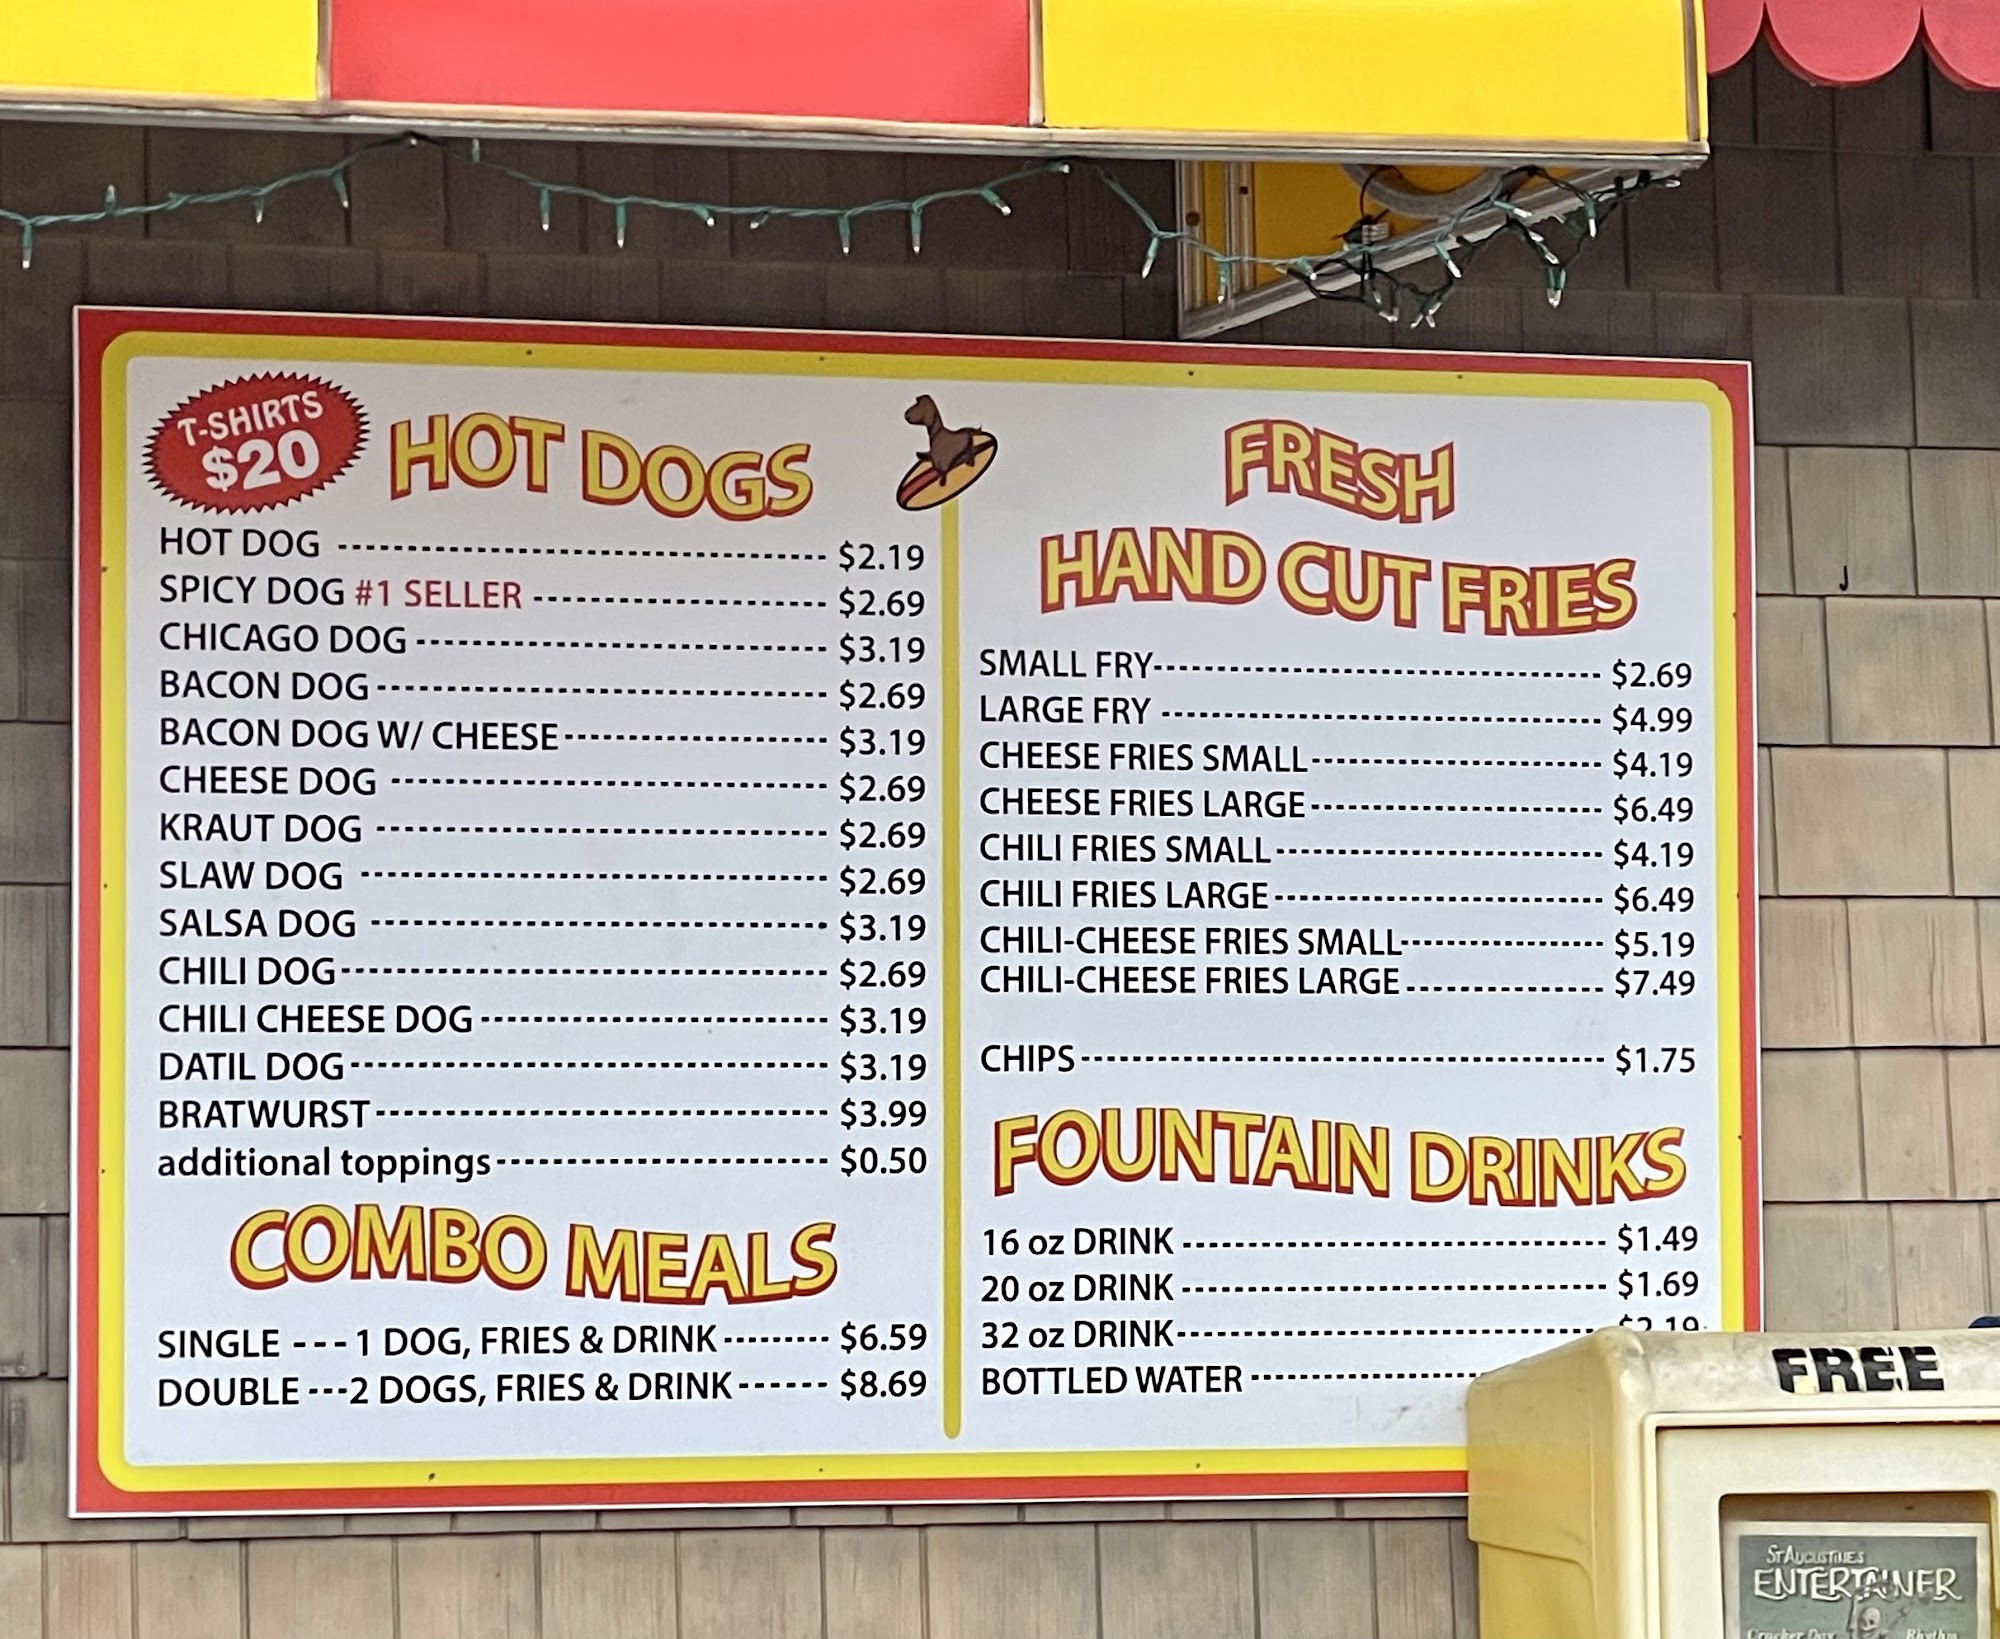 T-SHIRTS
$20
HOT DOGS
HOT DOG ---------------------------------- $2.19
SPICY DOG #1 SELLER --------------------- $2.69
CHICAGO DOG ----------------------------- $3.19
BACON DOG -------------------------------- $2.69
BACON DOG W/ CHEESE ------------------- $3.19
CHEESE DOG ------------------------------- $2.69
KRAUT DOG -------------------------------- $2.69
SLAW DOG --------------------------------- $2.69
SALSA DOG -------------------------------- $3.19
CHILI DOG ---------------------------------- $2.69
CHILI CHEESE DOG ------------------------- $3.19
DATIL DOG --------------------------------- $3.19
BRATWURST -------------------------------- $3.99
additional toppings ------------------------ $0.50
COMBO MEALS
SINGLE --- 1 DOG, FRIES & DRINK --------- $6.59
DOUBLE --- 2 DOGS, FRIES & DRINK ------ $8.69
FRESH
HAND CUT FRIES
SMALL FRY -------------------------------- $2.69
LARGE FRY -------------------------------- $4.99
CHEESE FRIES SMALL --------------------- $4.19
CHEESE FRIES LARGE --------------------- $6.49
CHILI FRIES SMALL ------------------------ $4.19
CHILI FRIES LARGE ------------------------ $6.49
CHILI-CHEESE FRIES SMALL --------------- $5.19
CHILI-CHEESE FRIES LARGE --------------- $7.49
CHIPS -------------------------------------- $1.75
FOUNTAIN DRINKS
16 oz DRINK ------------------------------- $1.49
20 oz DRINK ------------------------------- $1.69
32 oz DRINK ------------------------------- $2.19
BOTTLED WATER -----------------
FREE
ST AUGUSTINE'S
ENTERTAINER